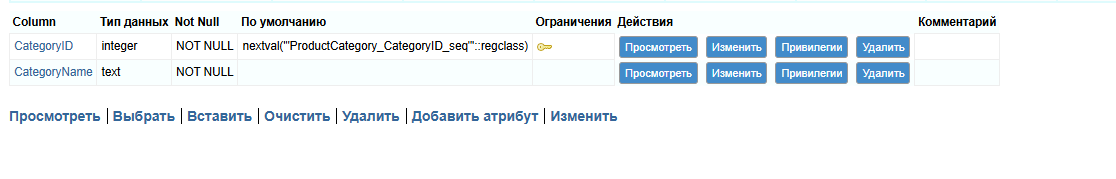 Column Тип данных Not Null По умолчанию Ограничения Действия Комментарий
CategoryID integer NOT NULL nextval('"ProductCategory_CategoryID_seq"'::regclass) Просмотреть Изменить Привилегии Удалить
CategoryName text NOT NULL Просмотреть Изменить Привилегии Удалить
Просмотреть | Выбрать | Вставить | Очистить | Удалить | Добавить атрибут | Изменить